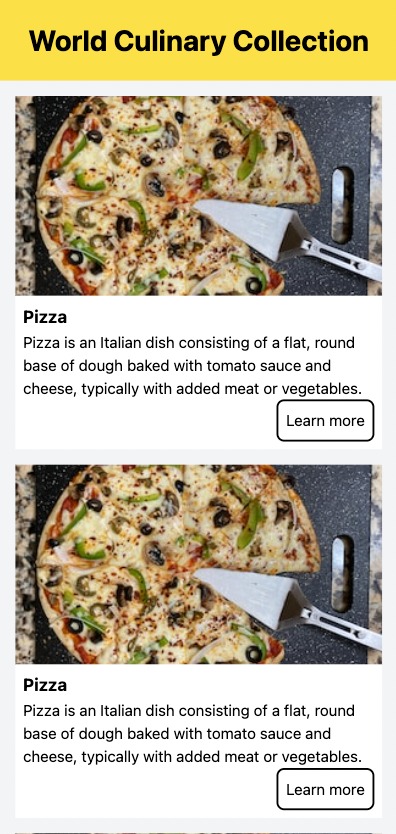 World Culinary Collection
Pizza
Pizza is an Italian dish consisting of a flat, round
base of dough baked with tomato sauce and
cheese, typically with added meat or vegetables.
Learn more
Pizza
Pizza is an Italian dish consisting of a flat, round
base of dough baked with tomato sauce and
cheese, typically with added meat or vegetables.
Learn more